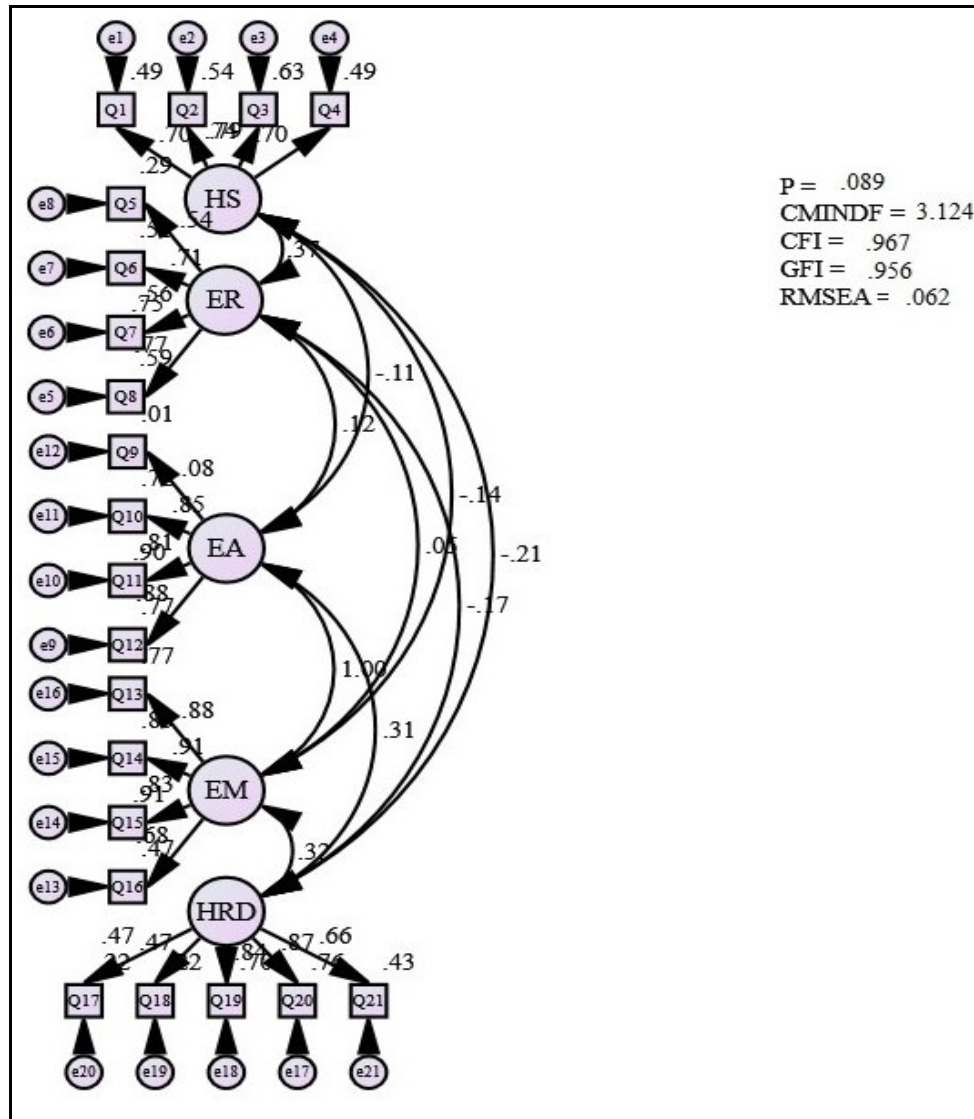 e1 e2 e3 e4
.49 .54 .63 .49
Q1 Q2 Q3 Q4
.70 .79 .70
.29
HS
e8 Q5
.54
.37
e7 Q6
.71
ER
.56
.75
e6 Q7
.77
.59
e5 Q8
.01
-.11
.12
e12 Q9
.08
.85
e11 Q10
.81
.90
EA
e10 Q11
.88
.77
e9 Q12
.77
-.14
-.21
-.17
1.00
.31
e16 Q13
.88
.91
e15 Q14
.83
.91
EM
e14 Q15
.68
.47
e13 Q16
.32
HRD
.47 .47 .84 .87 .66
.43
Q17 Q18 Q19 Q20 Q21
e20 e19 e18 e17 e21
P = .089
CMINDF = 3.124
CFI = .967
GFI = .956
RMSEA = .062